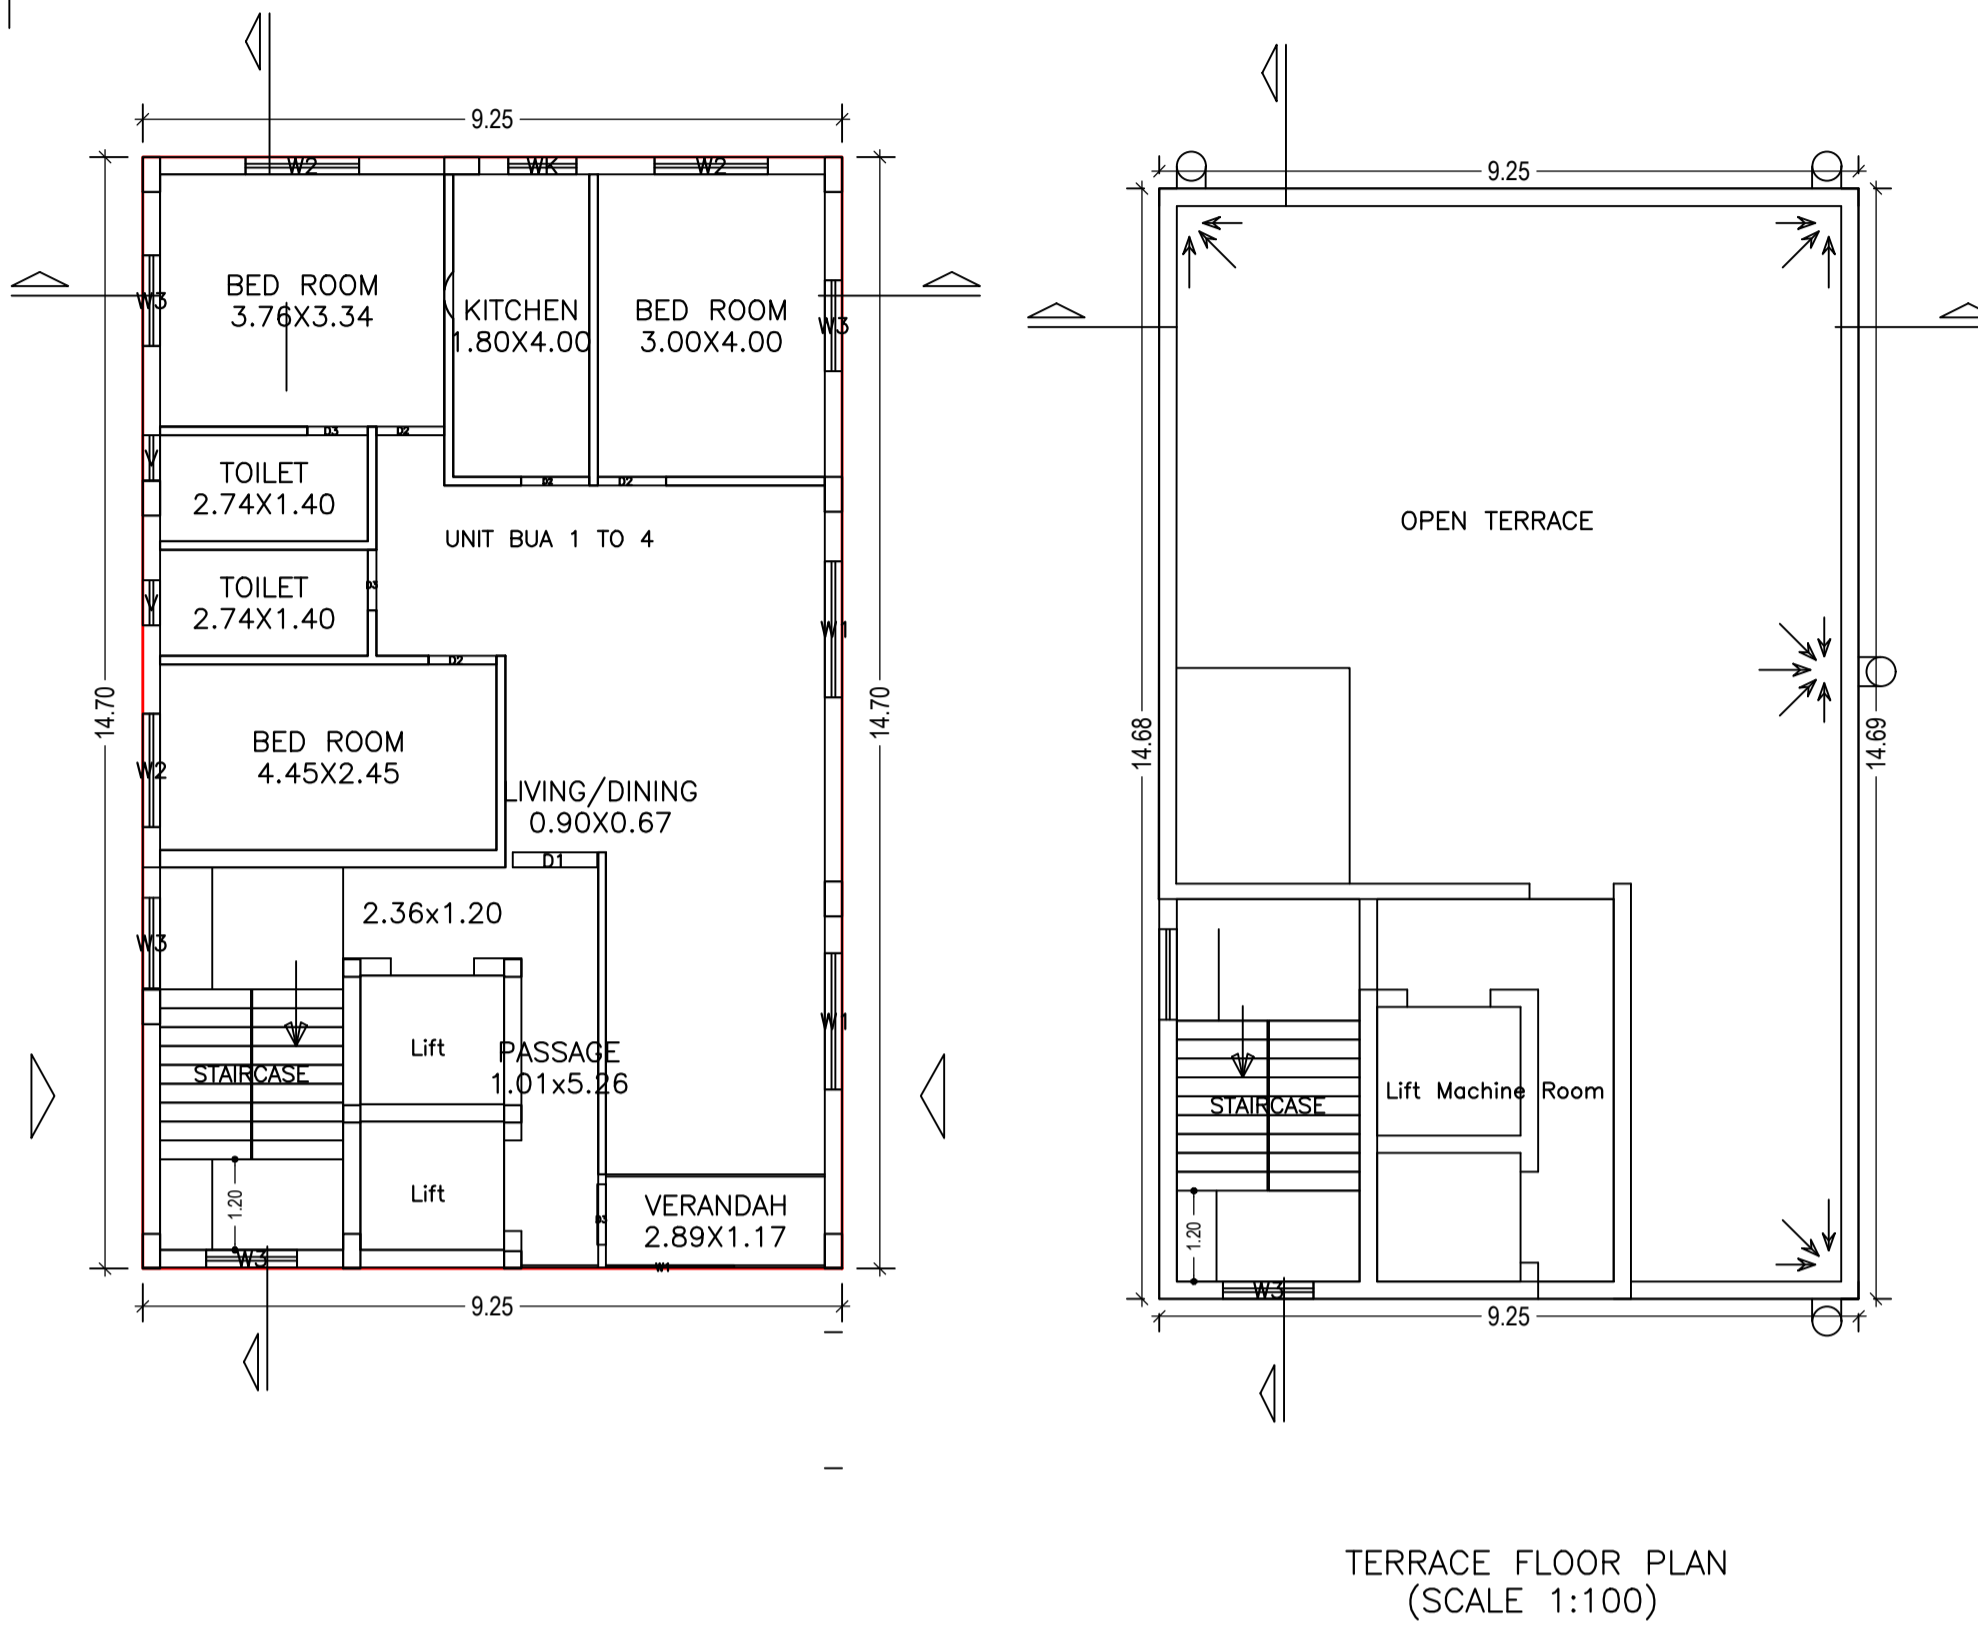 9.25
W2
WK
W2
BED ROOM
3.76X3.34
KITCHEN
1.80X4.00
BED ROOM
3.00X4.00
W3
W3
D3
D2
D2
D2
TOILET
2.74X1.40
UNIT BUA 1 TO 4
TOILET
2.74X1.40
D3
W1
D2
14.70
14.70
BED ROOM
4.45X2.45
W2
LIVING/DINING
0.90X0.67
D1
2.36x1.20
W3
Lift
PASSAGE
1.01x5.26
W1
STAIRCASE
1.20
Lift
VERANDAH
2.89X1.17
D3
W3
W1
9.25
9.25
OPEN TERRACE
14.68
14.69
Lift Machine Room
STAIRCASE
1.20
W3
9.25
TERRACE FLOOR PLAN
(SCALE 1:100)